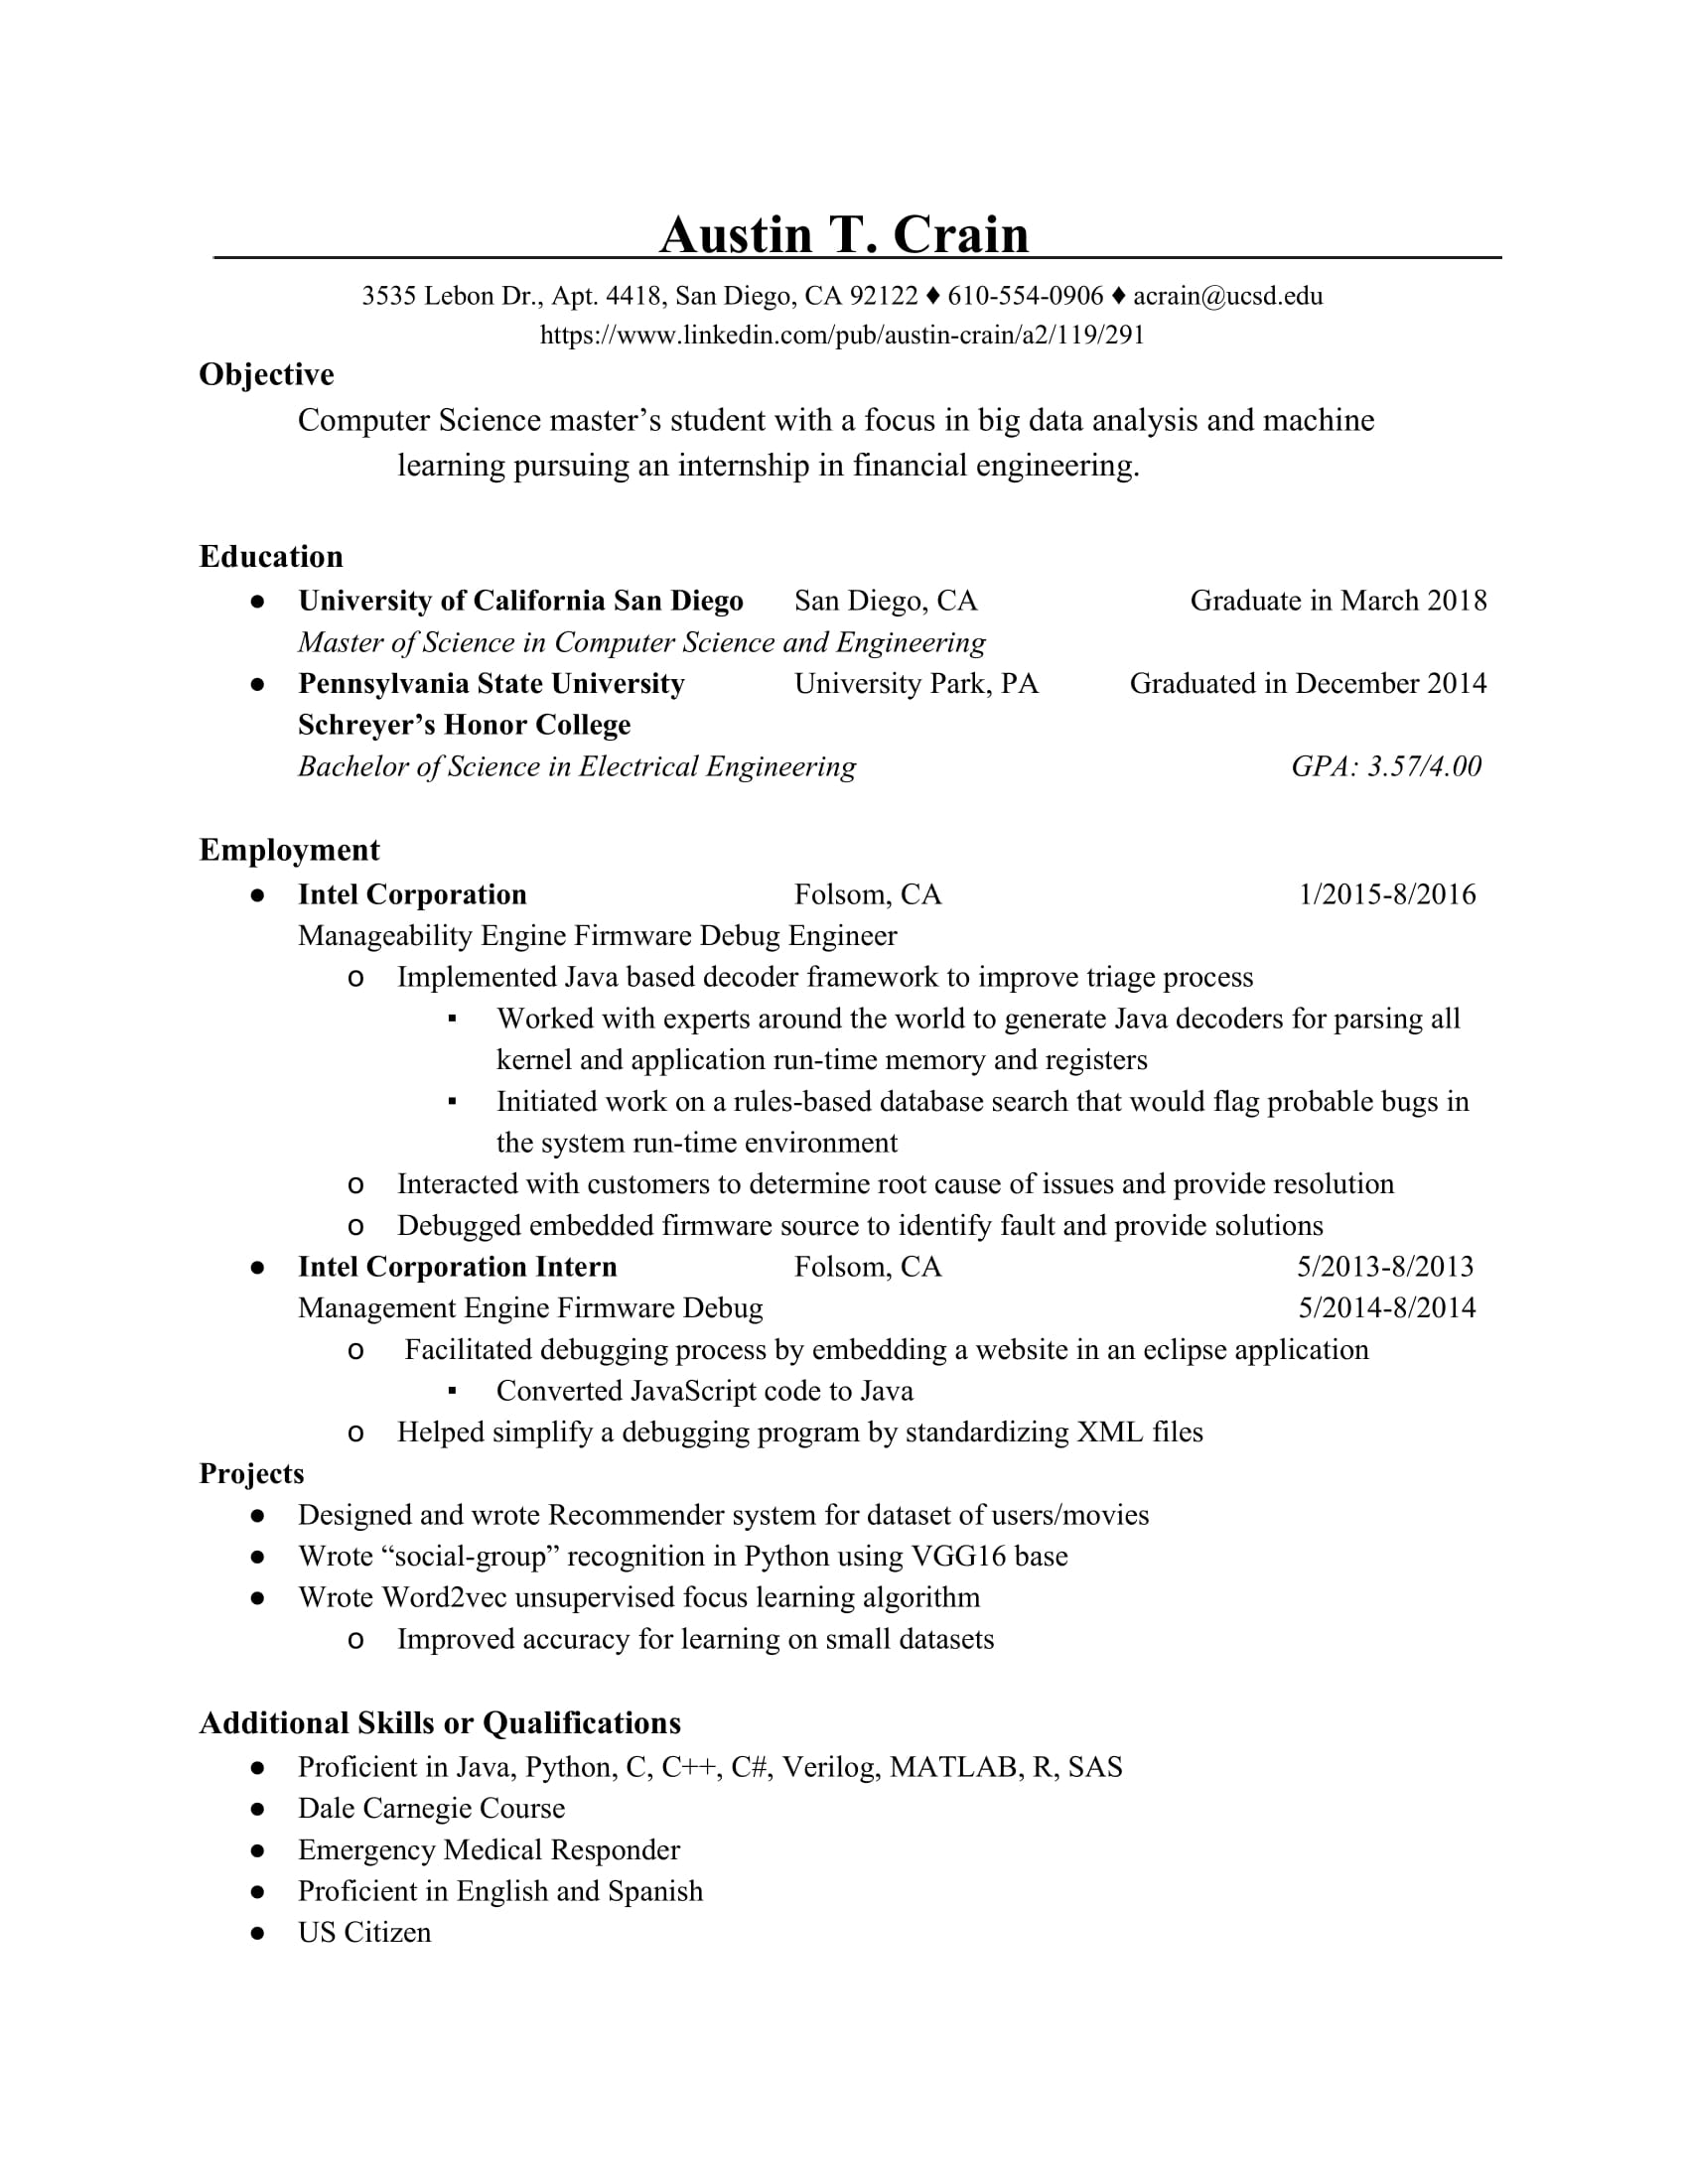 Austin T. Crain
3535 Lebon Dr., Apt. 4418, San Diego, CA 92122 ♦ 610-554-0906 ♦ acrain@ucsd.edu
https://www.linkedin.com/pub/austin-crain/a2/119/291
Objective
Computer Science master’s student with a focus in big data analysis and machine
learning pursuing an internship in financial engineering.
Education
● University of California San Diego San Diego, CA Graduate in March 2018
Master of Science in Computer Science and Engineering
● Pennsylvania State University University Park, PA Graduated in December 2014
Schreyer’s Honor College
Bachelor of Science in Electrical Engineering GPA: 3.57/4.00
Employment
● Intel Corporation Folsom, CA 1/2015-8/2016
Manageability Engine Firmware Debug Engineer
o Implemented Java based decoder framework to improve triage process
▪ Worked with experts around the world to generate Java decoders for parsing all
kernel and application run-time memory and registers
▪ Initiated work on a rules-based database search that would flag probable bugs in
the system run-time environment
o Interacted with customers to determine root cause of issues and provide resolution
o Debugged embedded firmware source to identify fault and provide solutions
● Intel Corporation Intern Folsom, CA 5/2013-8/2013
Management Engine Firmware Debug 5/2014-8/2014
o Facilitated debugging process by embedding a website in an eclipse application
▪ Converted JavaScript code to Java
o Helped simplify a debugging program by standardizing XML files
Projects
● Designed and wrote Recommender system for dataset of users/movies
● Wrote “social-group” recognition in Python using VGG16 base
● Wrote Word2vec unsupervised focus learning algorithm
o Improved accuracy for learning on small datasets
Additional Skills or Qualifications
● Proficient in Java, Python, C, C++, C#, Verilog, MATLAB, R, SAS
● Dale Carnegie Course
● Emergency Medical Responder
● Proficient in English and Spanish
● US Citizen